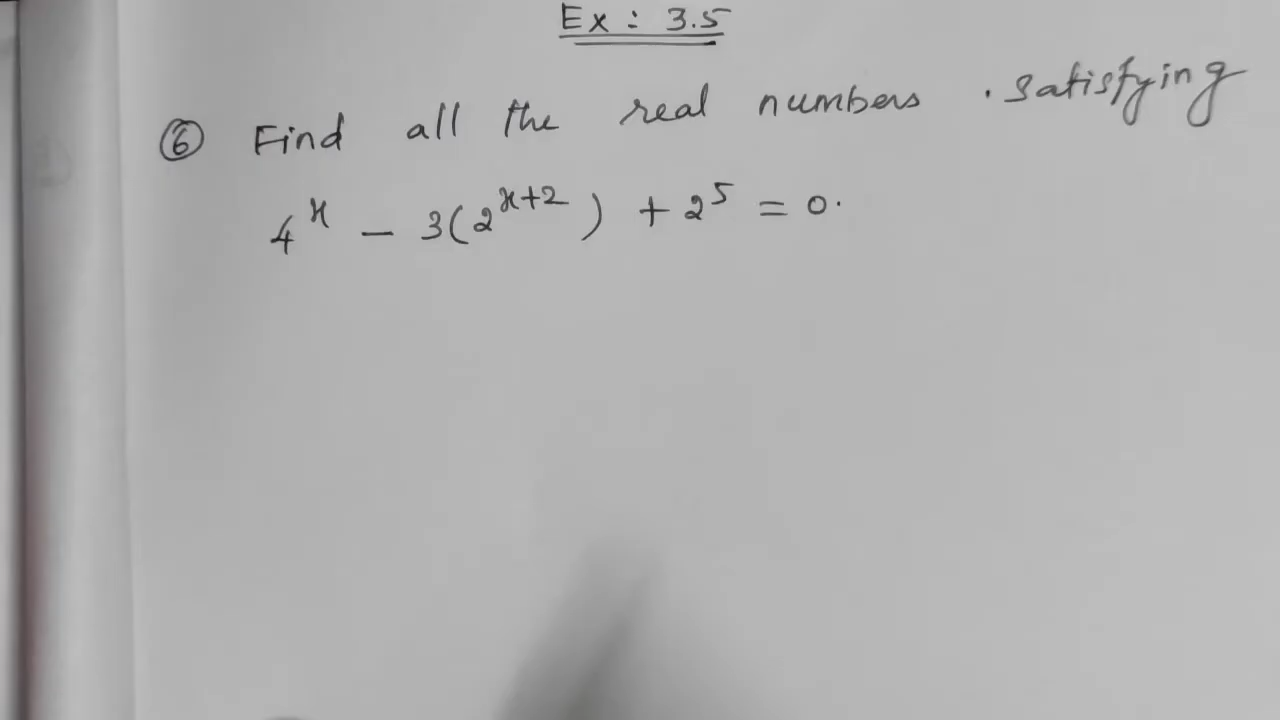 Ex : 3.5
⑥ Find all the real numbers . satisfying
4^x - 3(2^{x+2}) + 2^5 = 0.